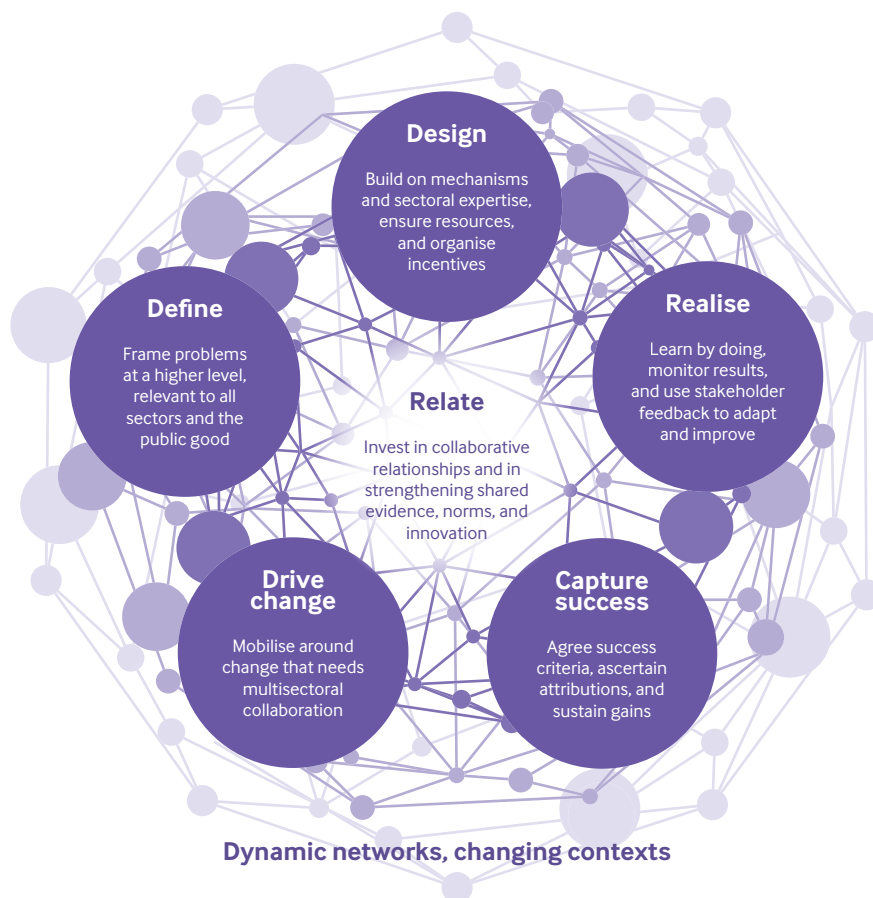 Design
Build on mechanisms
and sectoral expertise,
ensure resources,
and organise
incentives
Define
Frame problems
at a higher level,
relevant to all
sectors and the
public good
Realise
Learn by doing,
monitor results,
and use stakeholder
feedback to adapt
and improve
Relate
Invest in collaborative
relationships and in
strengthening shared
evidence, norms, and
innovation
Drive
change
Mobilise around
change that needs
multisectoral
collaboration
Capture
success
Agree success
criteria, ascertain
attributions, and
sustain gains
Dynamic networks, changing contexts